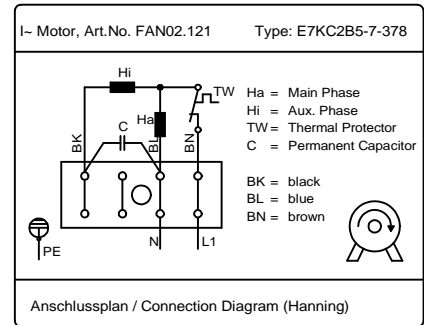 I~ Motor, Art.No. FAN02.121 Type: E7KC2B5-7-378
Hi
TW
Ha
C
BK
BL
BN
N
L1
PE
Ha = Main Phase
Hi = Aux. Phase
TW = Thermal Protector
C = Permanent Capacitor
BK = black
BL = blue
BN = brown
Anschlussplan / Connection Diagram (Hanning)